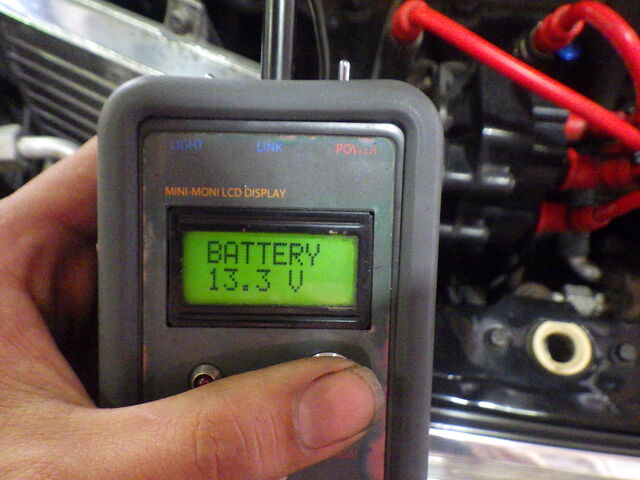 LIGHT LINK POWER
MINI-MONI LCD DISPLAY
BATTERY
13.3 V